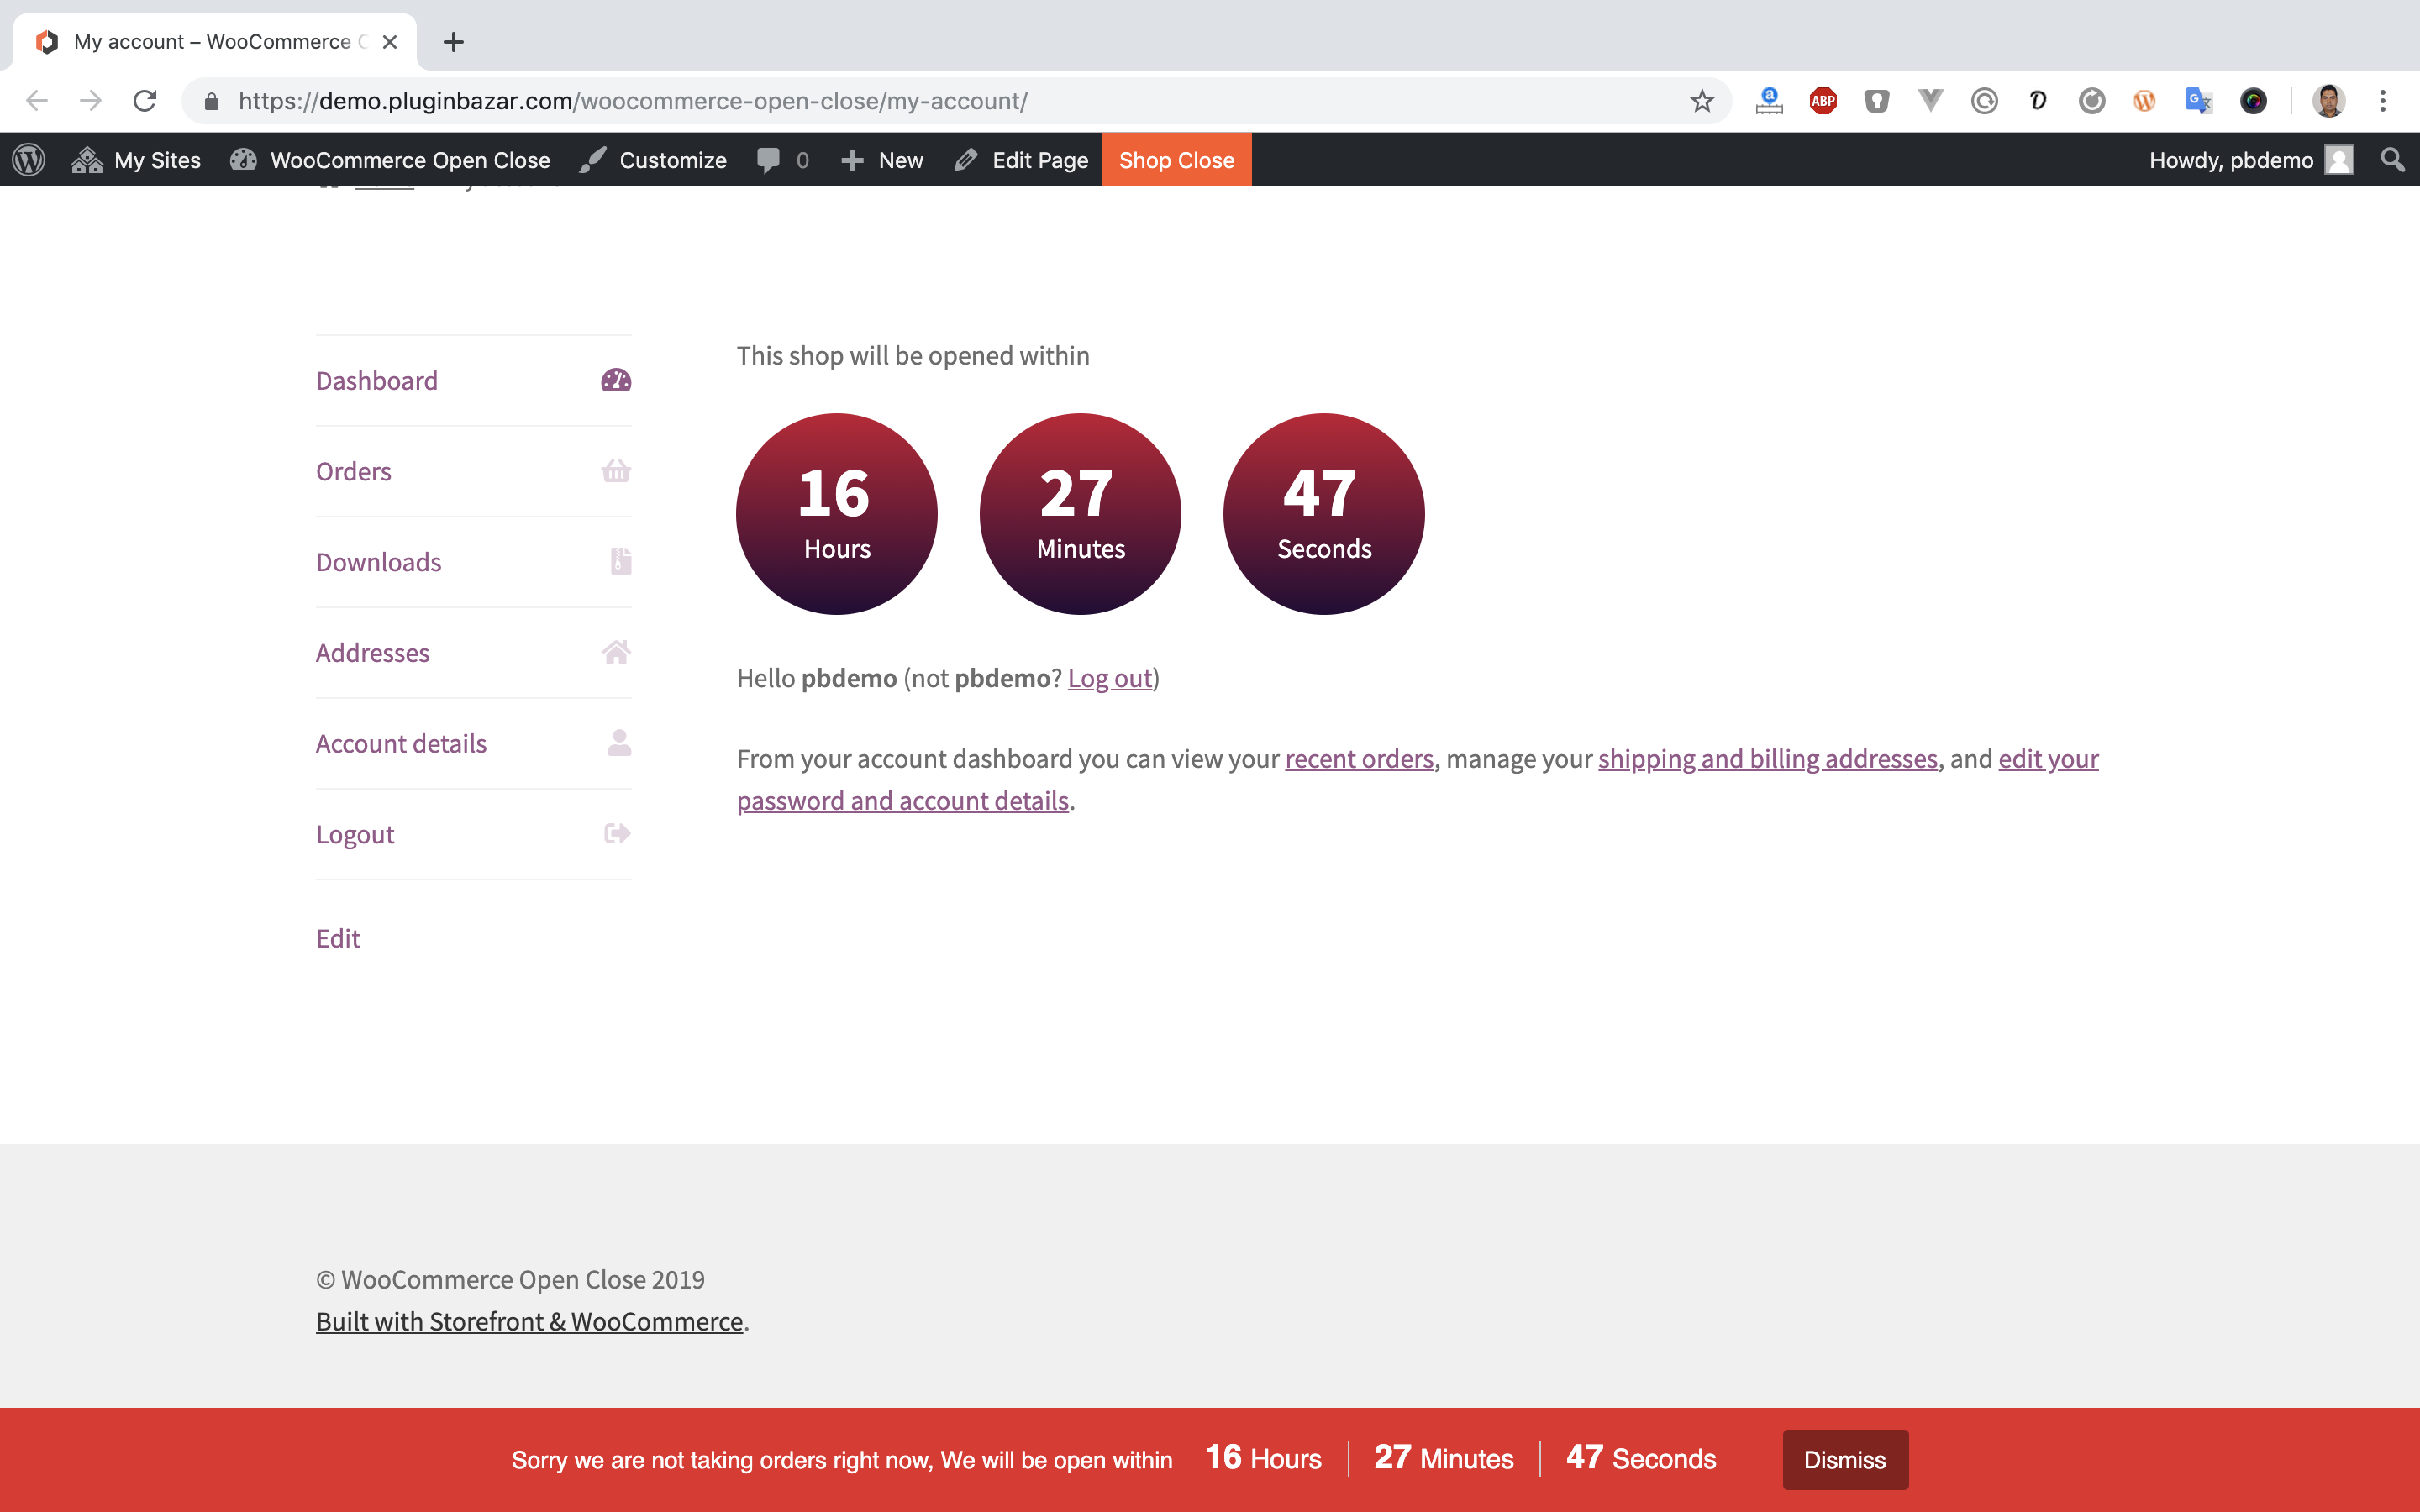 My account – WooCommerce
https://demo.pluginbazar.com/woocommerce-open-close/my-account/
ABP
My Sites
WooCommerce Open Close
Customize
0
New
Edit Page
Shop Close
Howdy, pbdemo
Dashboard
Orders
Downloads
Addresses
Account details
Logout
Edit
This shop will be opened within
16 27 47
Hours Minutes Seconds
Hello pbdemo (not pbdemo? Log out)
From your account dashboard you can view your recent orders, manage your shipping and billing addresses, and edit your
password and account details.
© WooCommerce Open Close 2019
Built with Storefront & WooCommerce.
Sorry we are not taking orders right now, We will be open within 16 Hours 27 Minutes 47 Seconds Dismiss